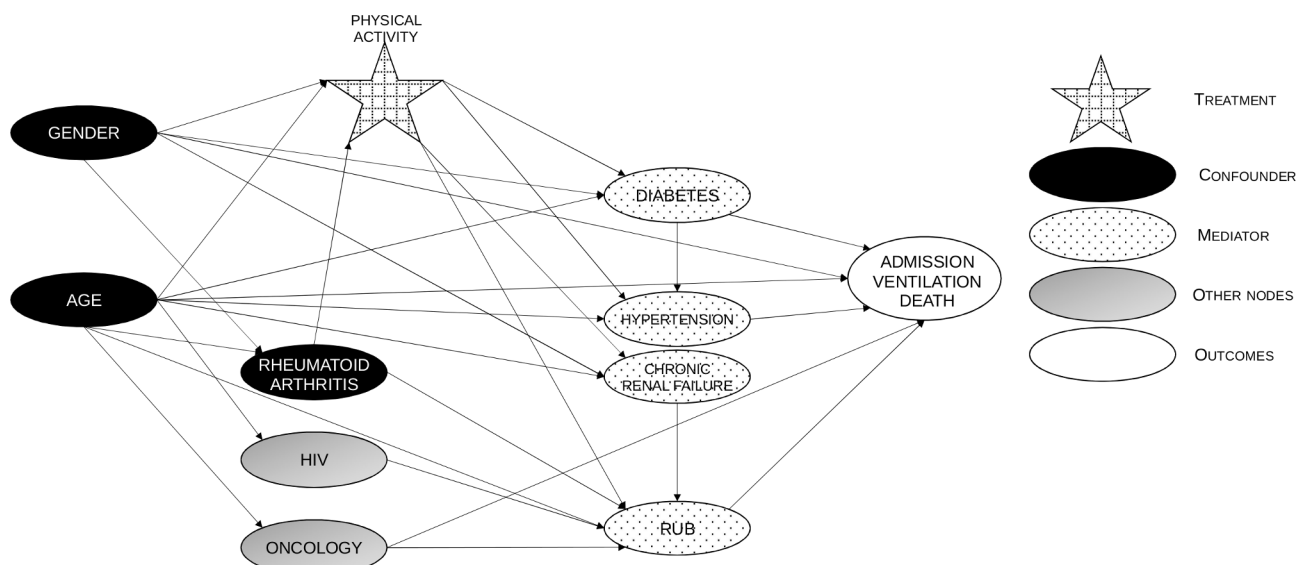 PHYSICAL
ACTIVITY
GENDER
DIABETES
AGE
ADMISSION
VENTILATION
DEATH
HYPERTENSION
RHEUMATOID
ARTHRITIS
CHRONIC
RENAL FAILURE
HIV
RUB
ONCOLOGY
TREATMENT
CONFOUNDER
MEDIATOR
OTHER NODES
OUTCOMES